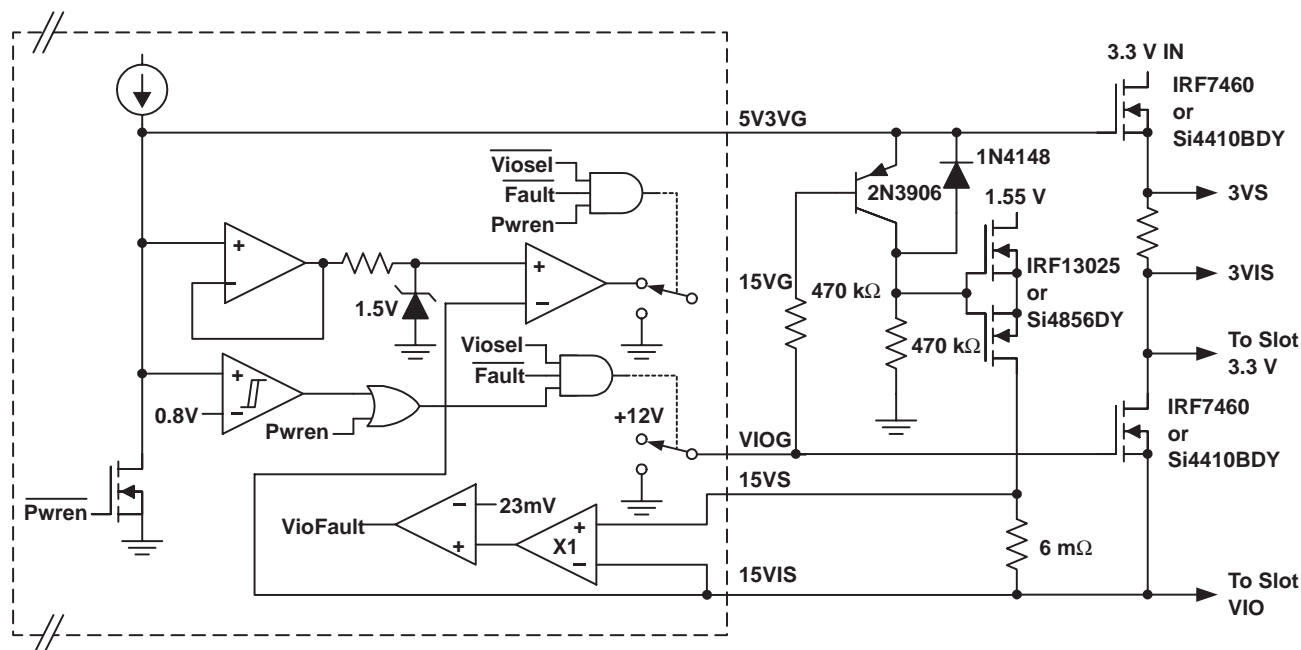 3.3 V IN
IRF7460
or
Si4410BDY
5V3VG
1N4148
2N3906
Viosel
Fault
Pwren
1.55 V
3VS
+
−
1.5V
+
−
15VG
470 kΩ
IRF13025
or
Si4856DY
3VIS
Viosel
Fault
470 kΩ
To Slot
3.3 V
+
−
0.8V
Pwren
+12V
VIOG
IRF7460
or
Si4410BDY
Pwren
VioFault
−
+
23mV
X1
+
−
15VS
6 mΩ
15VIS
To Slot
VIO